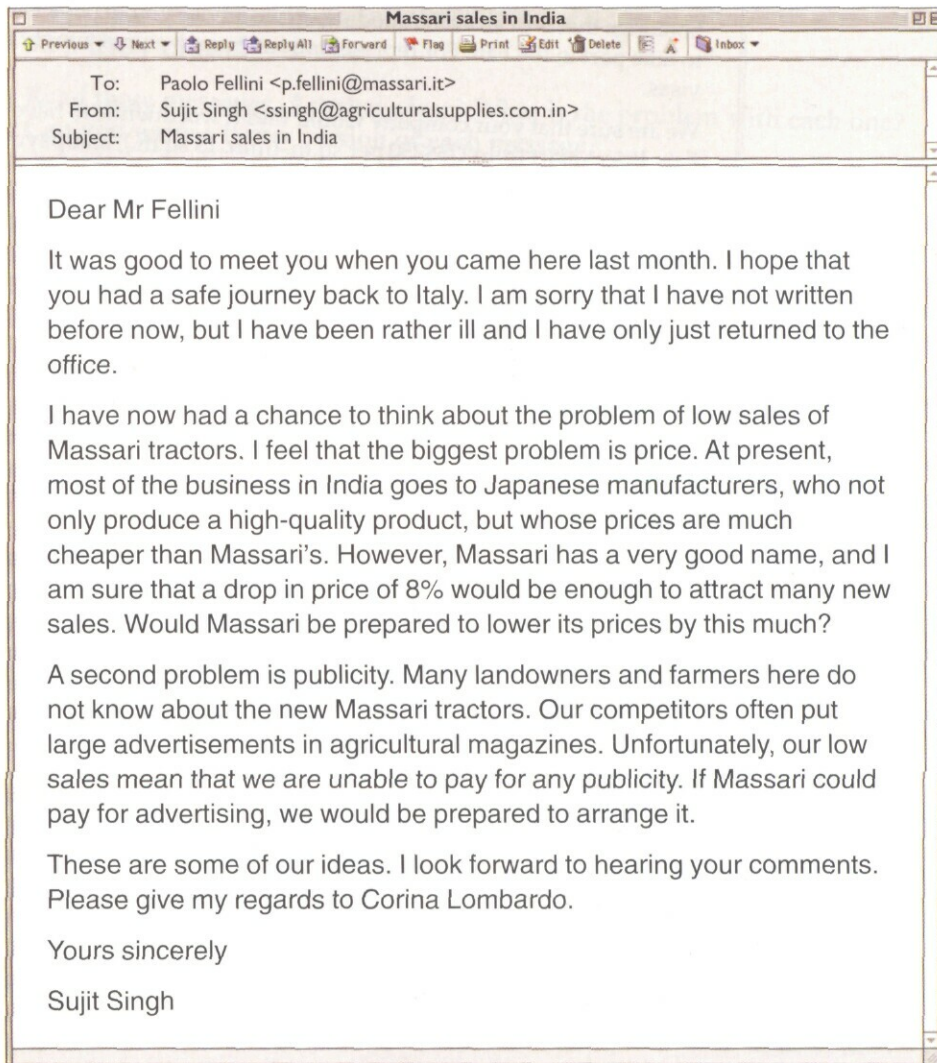 Massari sales in India
Previous Next Reply Reply All Forward Flag Print Edit Delete Inbox
To: Paolo Fellini <p.fellini@massari.it>
From: Sujit Singh <ssingh@agriculturalsupplies.com.in>
Subject: Massari sales in India
Dear Mr Fellini
It was good to meet you when you came here last month. I hope that
you had a safe journey back to Italy. I am sorry that I have not written
before now, but I have been rather ill and I have only just returned to the
office.
I have now had a chance to think about the problem of low sales of
Massari tractors. I feel that the biggest problem is price. At present,
most of the business in India goes to Japanese manufacturers, who not
only produce a high-quality product, but whose prices are much
cheaper than Massari's. However, Massari has a very good name, and I
am sure that a drop in price of 8% would be enough to attract many new
sales. Would Massari be prepared to lower its prices by this much?
A second problem is publicity. Many landowners and farmers here do
not know about the new Massari tractors. Our competitors often put
large advertisements in agricultural magazines. Unfortunately, our low
sales mean that we are unable to pay for any publicity. If Massari could
pay for advertising, we would be prepared to arrange it.
These are some of our ideas. I look forward to hearing your comments.
Please give my regards to Corina Lombardo.
Yours sincerely
Sujit Singh